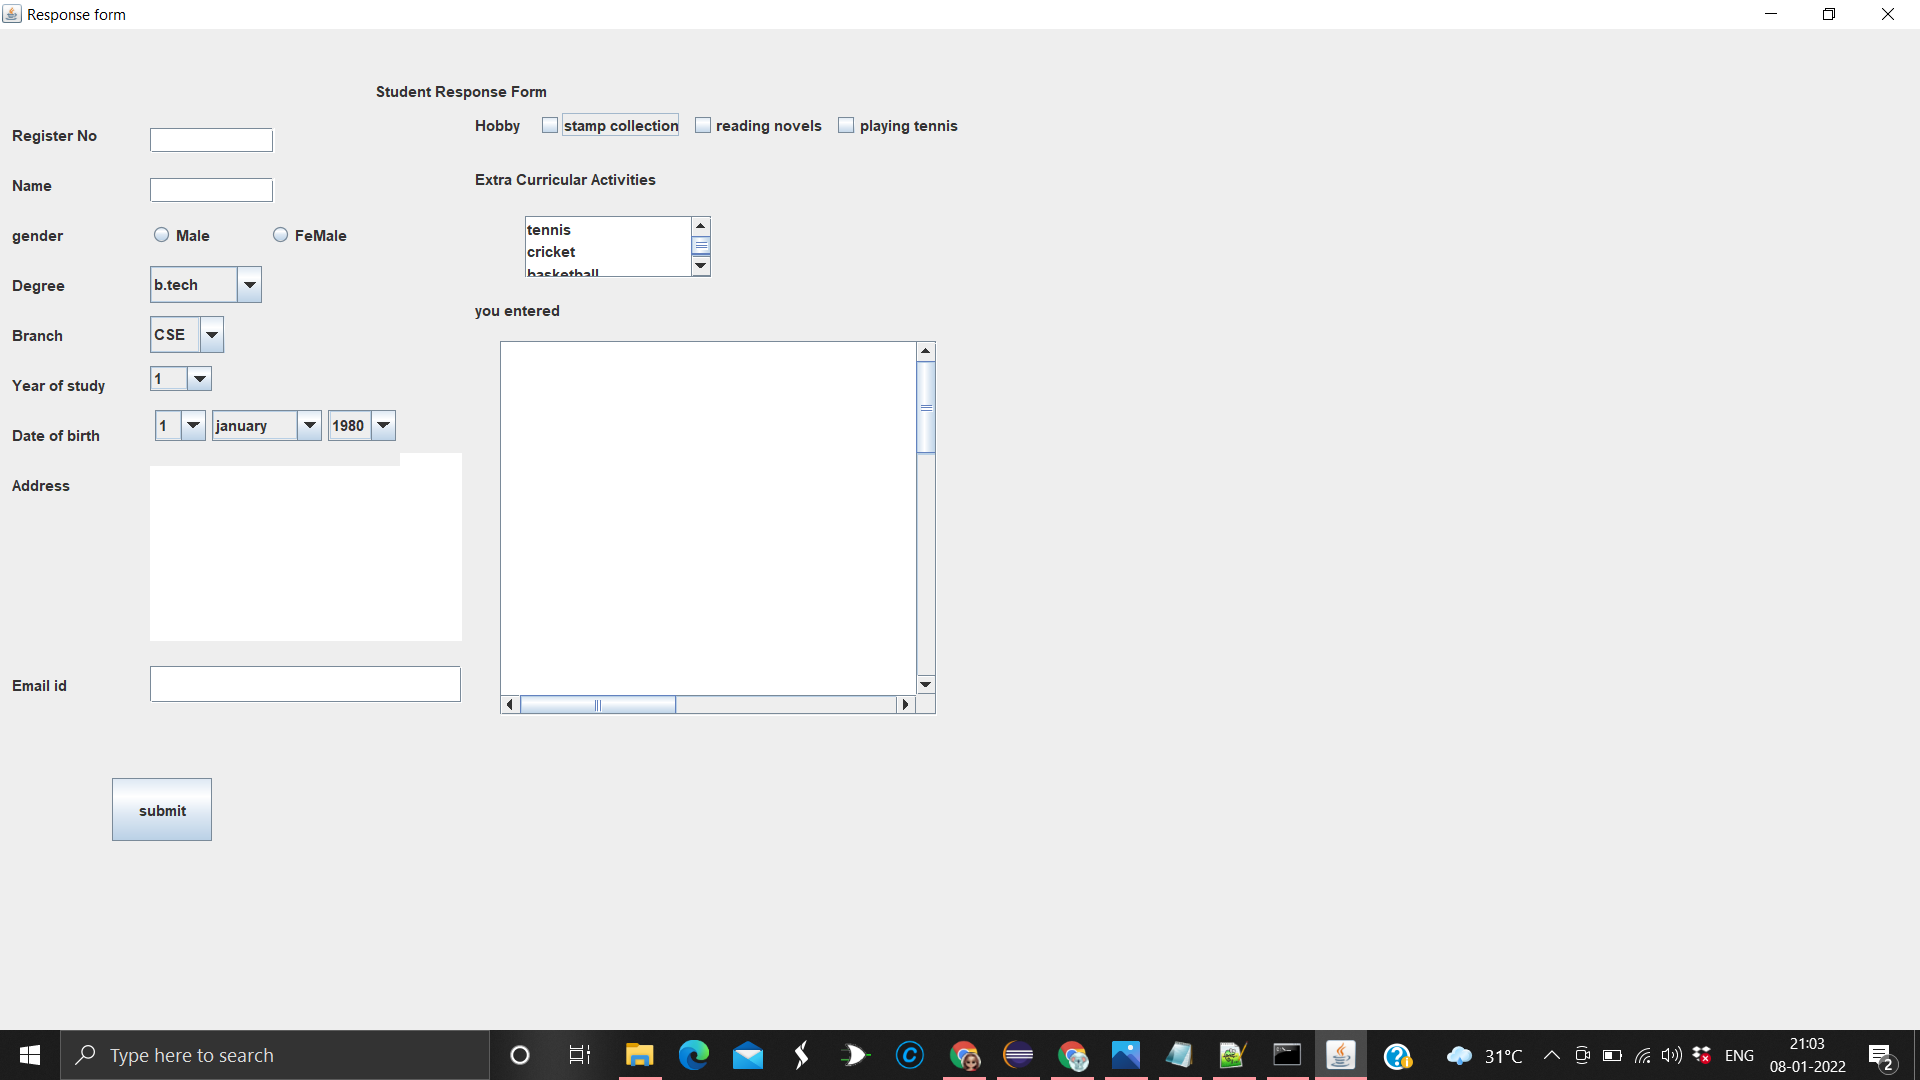 Response form
Student Response Form
Register No
Name
gender Male FeMale
Degree b.tech
Branch CSE
Year of study 1
Date of birth 1 january 1980
Address
Email id
submit
Hobby stamp collection reading novels playing tennis
Extra Curricular Activities
tennis
cricket
basketball
you entered
Type here to search
31°C
ENG
21:03
08-01-2022
2